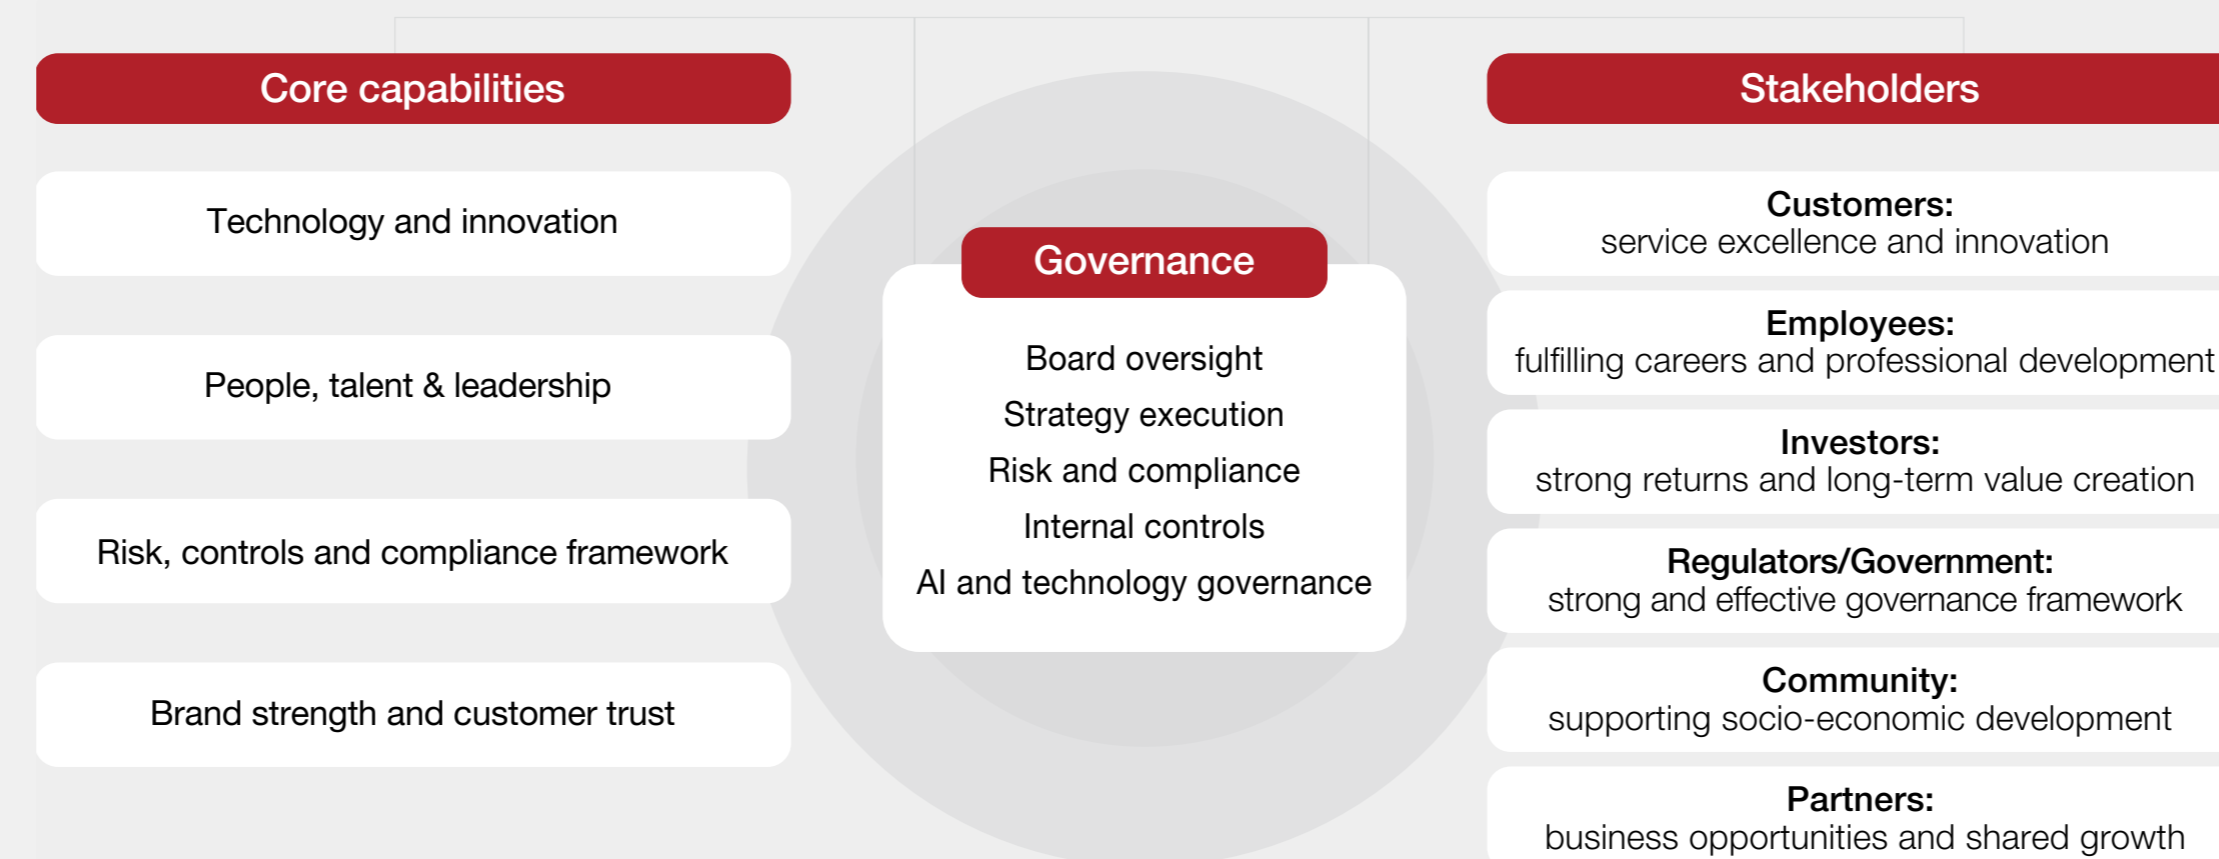 Core capabilities
Technology and innovation
People, talent & leadership
Risk, controls and compliance framework
Brand strength and customer trust
Governance
Board oversight
Strategy execution
Risk and compliance
Internal controls
AI and technology governance
Stakeholders
Customers:
service excellence and innovation
Employees:
fulfilling careers and professional development
Investors:
strong returns and long-term value creation
Regulators/Government:
strong and effective governance framework
Community:
supporting socio-economic development
Partners:
business opportunities and shared growth